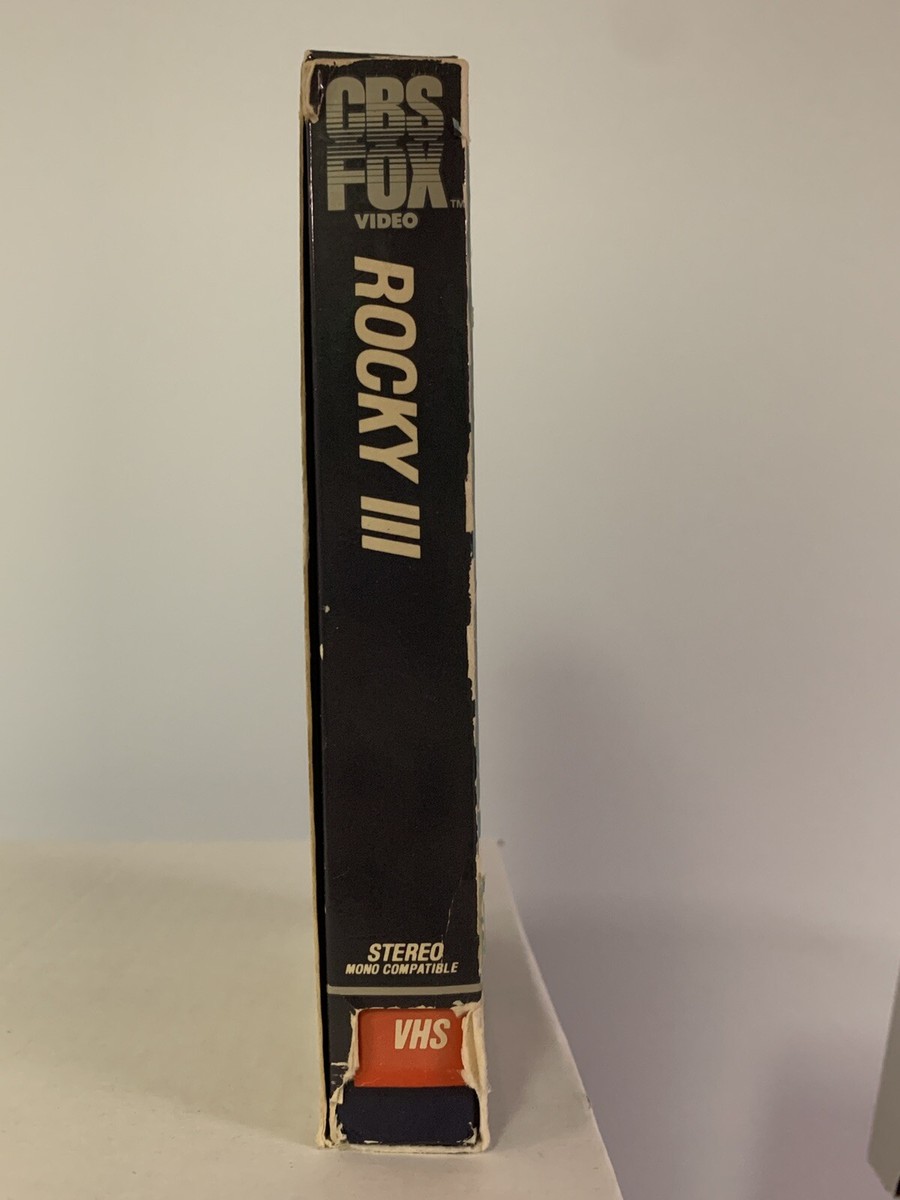 CBS
FOX
TM
VIDEO
ROCKY III
STEREO
MONO COMPATIBLE
VHS